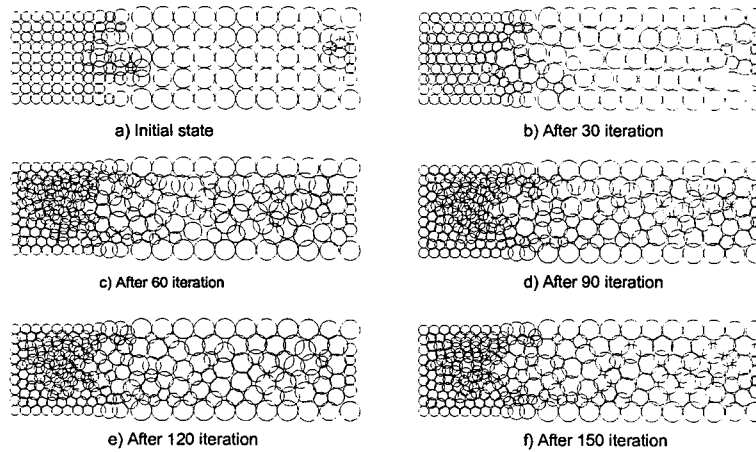 a) Initial state
b) After 30 iteration
c) After 60 iteration
d) After 90 iteration
e) After 120 iteration
f) After 150 iteration